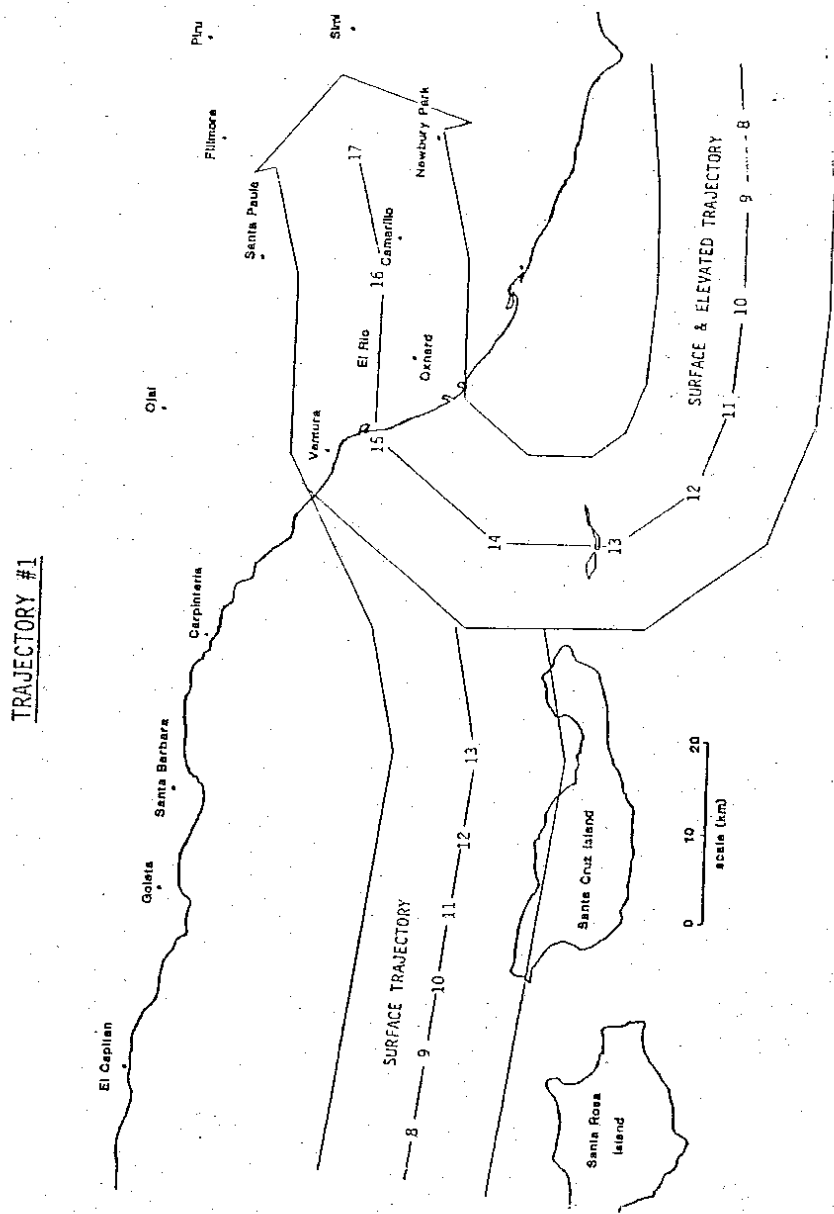 TRAJECTORY #1
Piru
Simi
Fillmore
Newbury Park
17
Santa Paula
Camarillo
16
Ojai
El Rio
Oxnard
Ventura
15
Carpinteria
14
13
12
11
10
9
8
SURFACE & ELEVATED TRAJECTORY
Santa Barbara
Goleta
El Capitan
SURFACE TRAJECTORY
8
9
10
11
12
13
Santa Cruz Island
Santa Rosa
Island
0
10
20
scale (km)